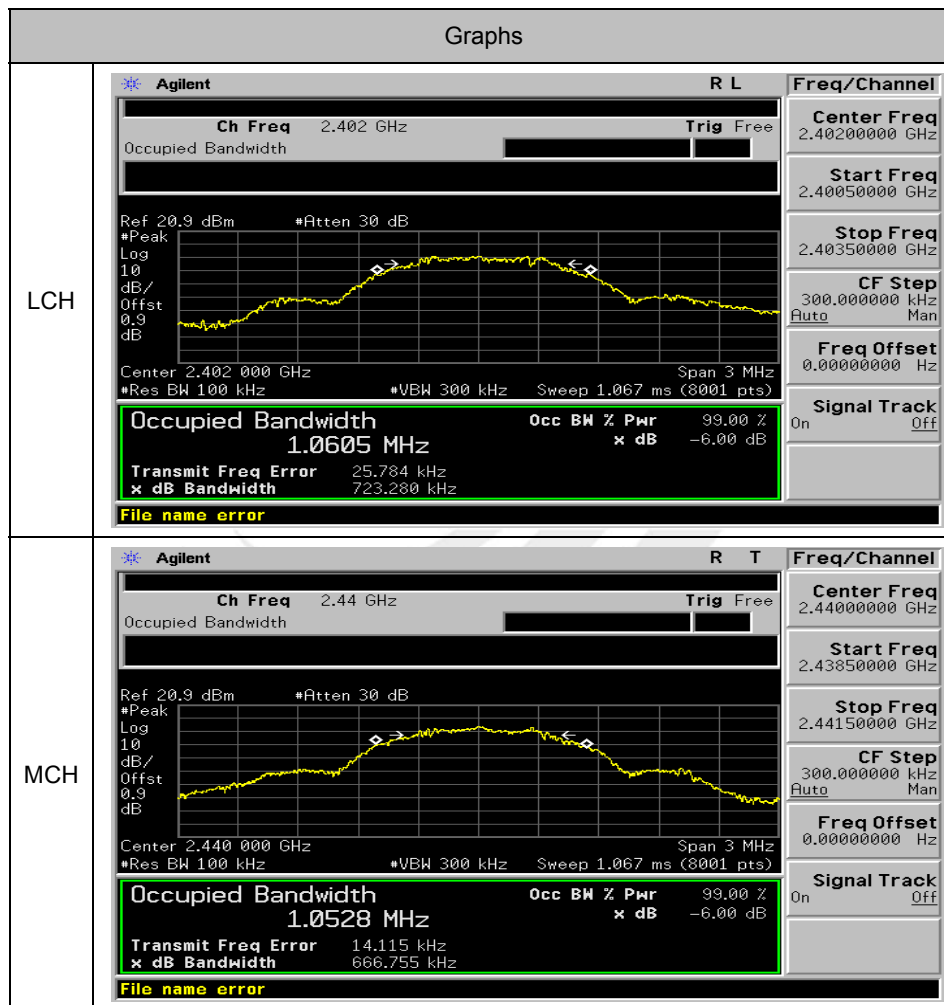 Graphs
LCH
Agilent R L Freq/Channel
Ch Freq 2.402 GHz Trig Free
Occupied Bandwidth
Center Freq
2.40200000 GHz
Start Freq
2.40050000 GHz
Stop Freq
2.40350000 GHz
CF Step
300.000000 kHz
Auto Man
Freq Offset
0.00000000 Hz
Signal Track
On Off
Ref 20.9 dBm #Atten 30 dB
#Peak
Log
10
dB/
Offst
0.9
dB
Center 2.402 000 GHz Span 3 MHz
#Res BW 100 kHz #VBW 300 kHz Sweep 1.067 ms (8001 pts)
Occupied Bandwidth Occ BW % Pwr 99.00 %
1.0605 MHz x dB -6.00 dB
Transmit Freq Error 25.784 kHz
x dB Bandwidth 723.280 kHz
File name error
MCH
Agilent R T Freq/Channel
Ch Freq 2.44 GHz Trig Free
Occupied Bandwidth
Center Freq
2.44000000 GHz
Start Freq
2.43850000 GHz
Stop Freq
2.44150000 GHz
CF Step
300.000000 kHz
Auto Man
Freq Offset
0.00000000 Hz
Signal Track
On Off
Ref 20.9 dBm #Atten 30 dB
#Peak
Log
10
dB/
Offst
0.9
dB
Center 2.440 000 GHz Span 3 MHz
#Res BW 100 kHz #VBW 300 kHz Sweep 1.067 ms (8001 pts)
Occupied Bandwidth Occ BW % Pwr 99.00 %
1.0528 MHz x dB -6.00 dB
Transmit Freq Error 14.115 kHz
x dB Bandwidth 666.755 kHz
File name error